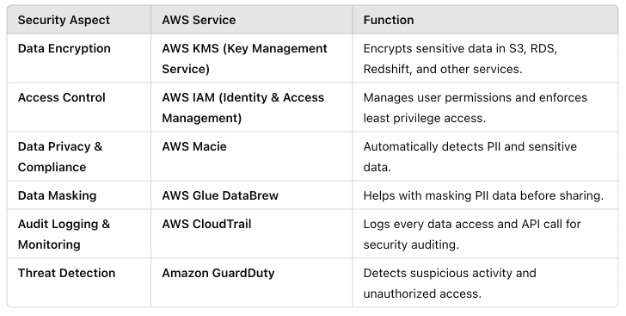 Security Aspect AWS Service Function
Data Encryption AWS KMS (Key Management Encrypts sensitive data in S3, RDS,
Service) Redshift, and other services.
Access Control AWS IAM (Identity & Access Manages user permissions and enforces
Management) least privilege access.
Data Privacy & AWS Macie Automatically detects PII and sensitive
Compliance data.
Data Masking AWS Glue DataBrew Helps with masking PII data before sharing.
Audit Logging & AWS CloudTrail Logs every data access and API call for
Monitoring security auditing.
Threat Detection Amazon GuardDuty Detects suspicious activity and
unauthorized access.